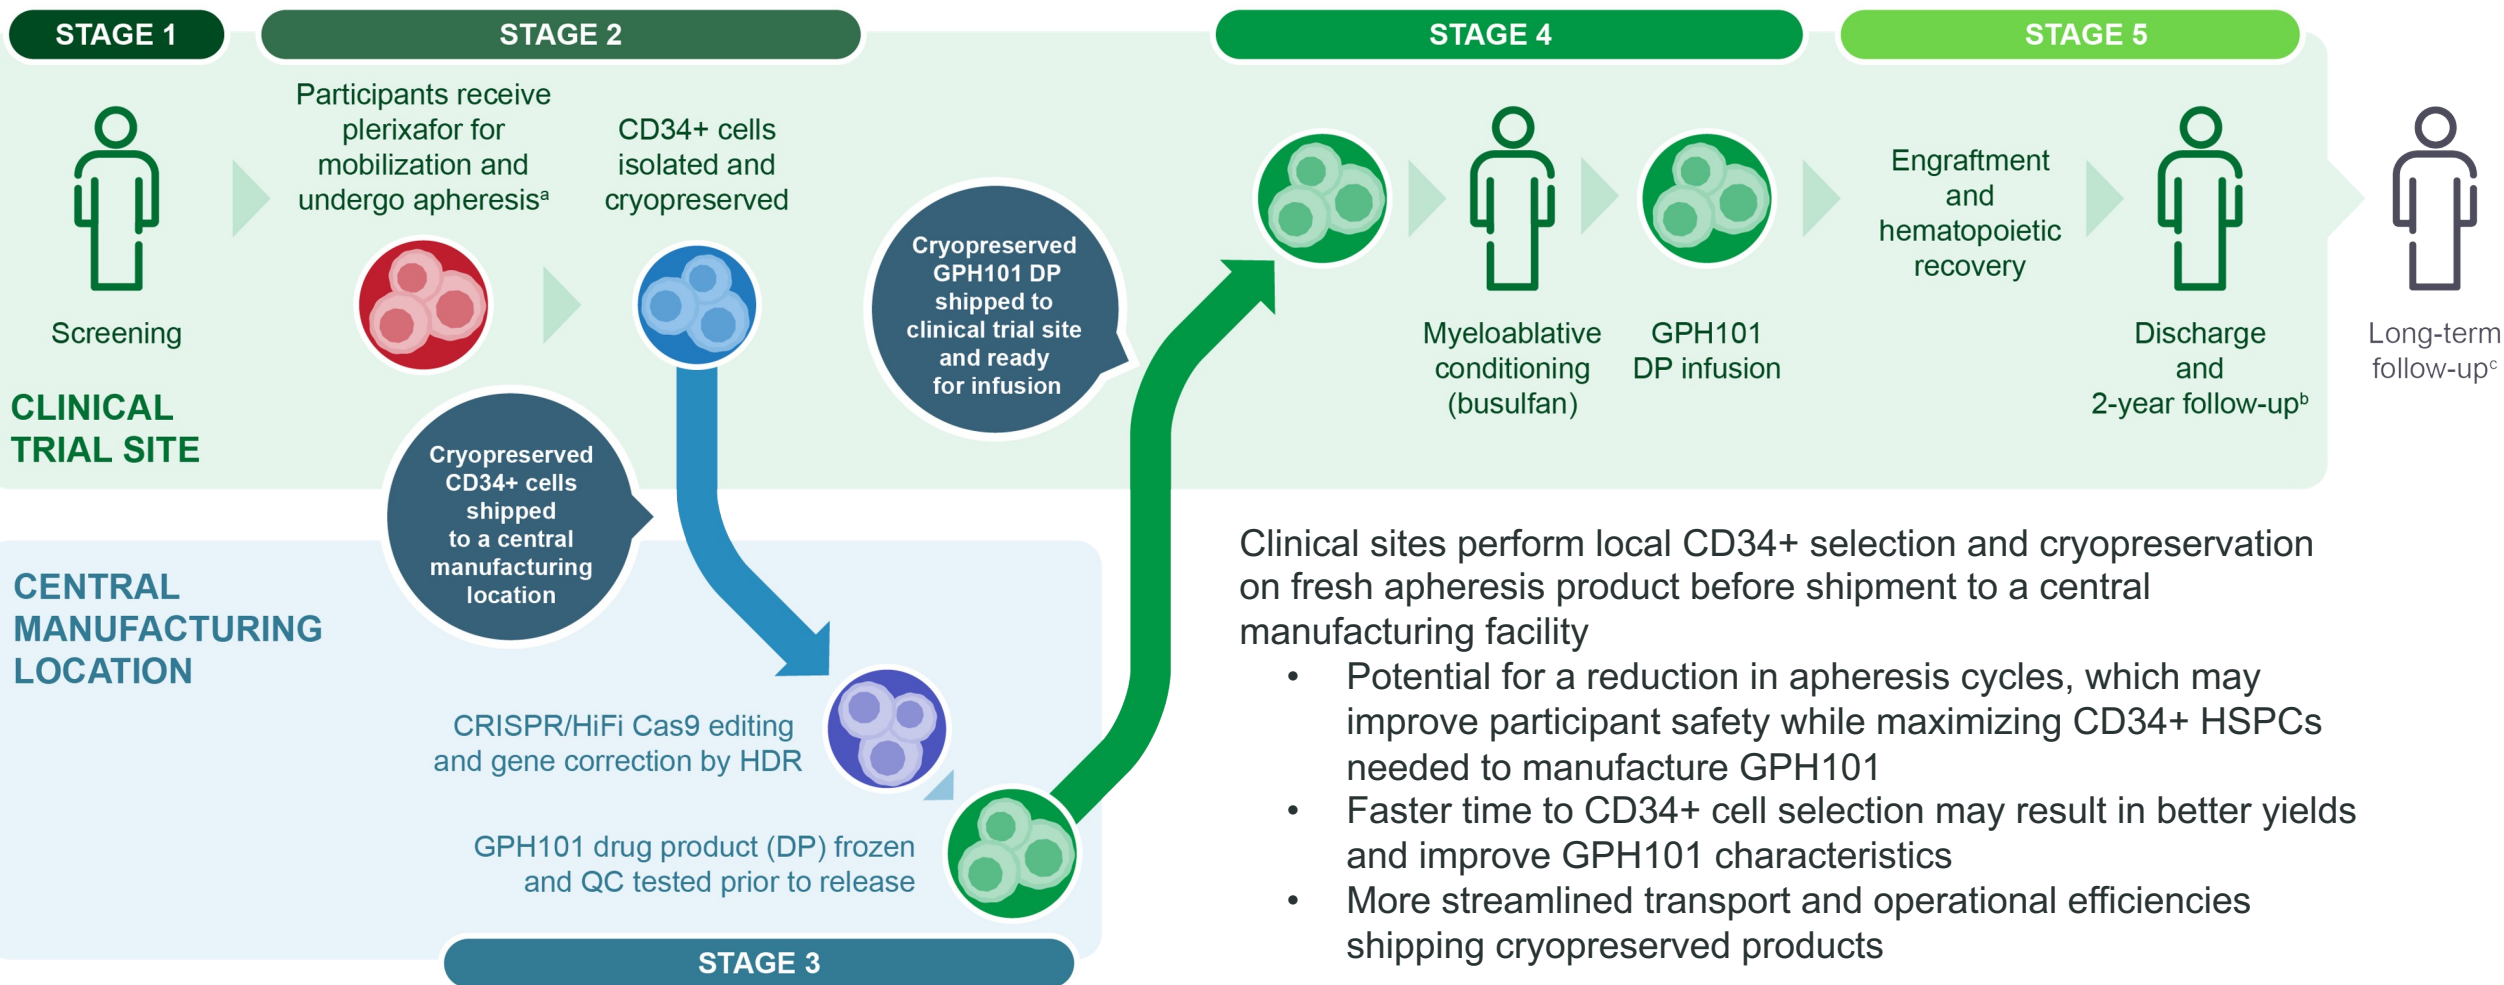 STAGE 1
STAGE 2
STAGE 4
STAGE 5
Screening
Participants receive
plerixafor for
mobilization and
undergo apheresisᵃ
CD34+ cells
isolated and
cryopreserved
Cryopreserved
GPH101 DP
shipped to
clinical trial site
and ready
for infusion
Myeloablative
conditioning
(busulfan)
GPH101
DP infusion
Engraftment
and
hematopoietic
recovery
Discharge
and
2-year follow-upᵇ
Long-term
follow-upᶜ
CLINICAL
TRIAL SITE
Cryopreserved
CD34+ cells
shipped
to a central
manufacturing
location
CENTRAL
MANUFACTURING
LOCATION
CRISPR/HiFi Cas9 editing
and gene correction by HDR
GPH101 drug product (DP) frozen
and QC tested prior to release
STAGE 3
Clinical sites perform local CD34+ selection and cryopreservation
on fresh apheresis product before shipment to a central
manufacturing facility
• Potential for a reduction in apheresis cycles, which may
improve participant safety while maximizing CD34+ HSPCs
needed to manufacture GPH101
• Faster time to CD34+ cell selection may result in better yields
and improve GPH101 characteristics
• More streamlined transport and operational efficiencies
shipping cryopreserved products